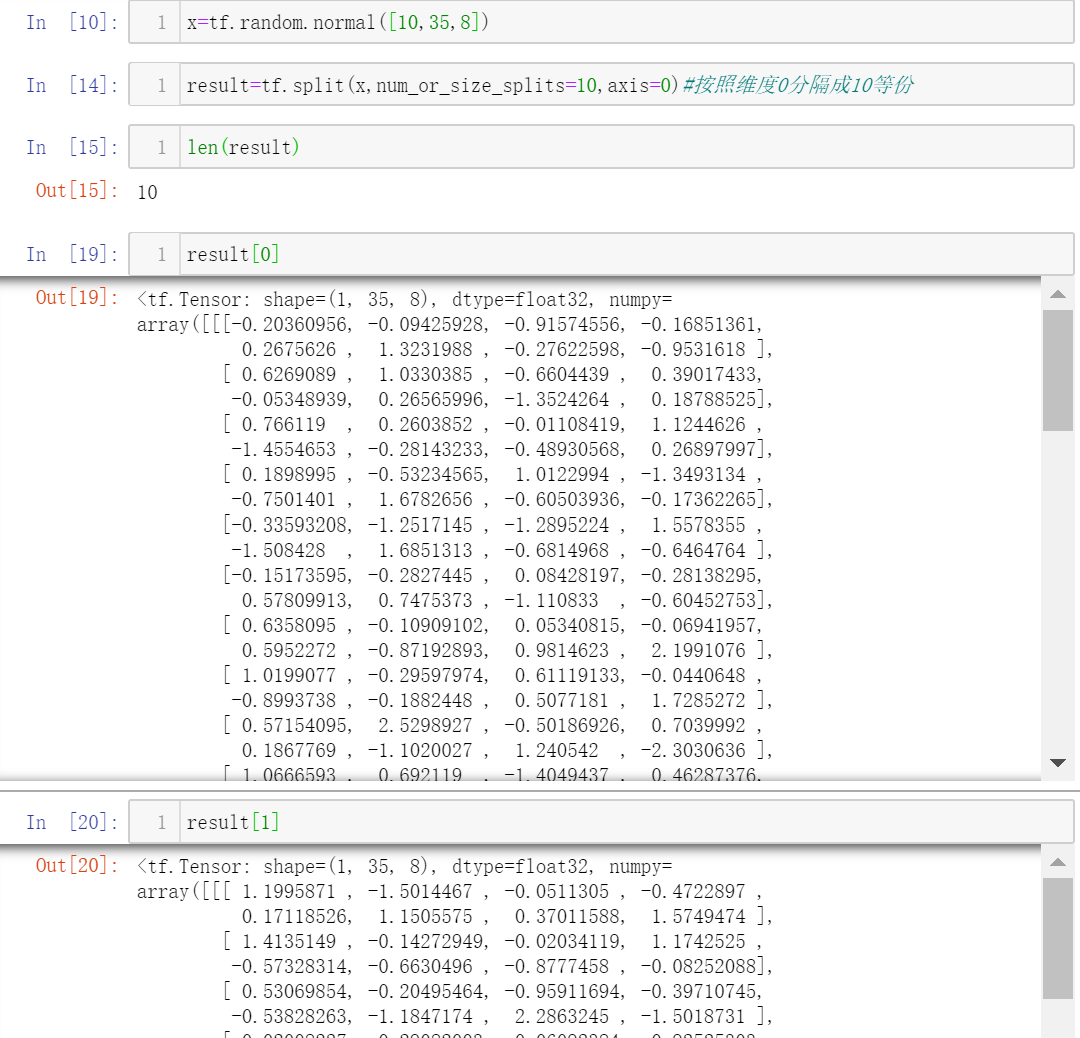 In [10]: 1 x=tf.random.normal([10,35,8])
In [14]: 1 result=tf.split(x,num_or_size_splits=10,axis=0)#按照维度0分隔成10等份
In [15]: 1 len(result)
Out[15]: 10
In [19]: 1 result[0]
Out[19]: <tf.Tensor: shape=(1, 35, 8), dtype=float32, numpy=
array([[[-0.20360956, -0.09425928, -0.91574556, -0.16851361,
0.2675626 , 1.3231988 , -0.27622598, -0.9531618 ],
[ 0.6269089 , 1.0330385 , -0.6604439 , 0.39017433,
-0.05348939, 0.26565996, -1.3524264 , 0.18788525],
[ 0.766119 , 0.2603852 , -0.01108419, 1.1244626 ,
-1.4554653 , -0.28143233, -0.48930568, 0.26897997],
[ 0.1898995 , -0.53234565, 1.0122994 , -1.3493134 ,
-0.7501401 , 1.6782656 , -0.60503936, -0.17362265],
[-0.33593208, -1.2517145 , -1.2895224 , 1.5578355 ,
-1.508428 , 1.6851313 , -0.6814968 , -0.6464764 ],
[-0.15173595, -0.2827445 , 0.08428197, -0.28138295,
0.57809913, 0.7475373 , -1.110833 , -0.60452753],
[ 0.6358095 , -0.10909102, 0.05340815, -0.06941957,
0.5952272 , -0.87192893, 0.9814623 , 2.1991076 ],
[ 1.0199077 , -0.29597974, 0.61119133, -0.0440648 ,
-0.8993738 , -0.1882448 , 0.5077181 , 1.7285272 ],
[ 0.57154095, 2.5298927 , -0.50186926, 0.7039992 ,
0.1867769 , -1.1020027 , 1.240542 , -2.3030636 ],
[ 1.0666593 , 0.692119 , -1.4049437 , 0.46287376,
In [20]: 1 result[1]
Out[20]: <tf.Tensor: shape=(1, 35, 8), dtype=float32, numpy=
array([[[ 1.1995871 , -1.5014467 , -0.0511305 , -0.4722897 ,
0.17118526, 1.1505575 , 0.37011588, 1.5749474 ],
[ 1.4135149 , -0.14272949, -0.02034119, 1.1742525 ,
-0.57328314, -0.6630496 , -0.8777458 , -0.08252088],
[ 0.53069854, -0.20495464, -0.95911694, -0.39710745,
-0.53828263, -1.1847174 , 2.2863245 , -1.5018731 ],